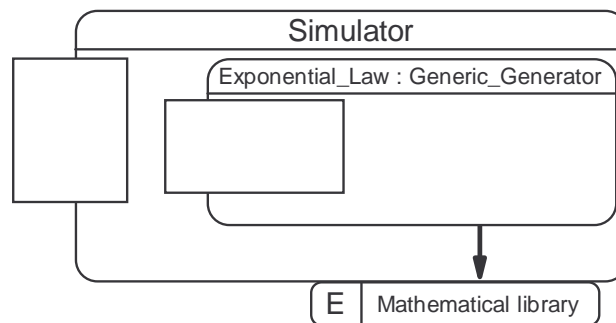 Simulator
Exponential_Law : Generic_Generator
E
Mathematical library